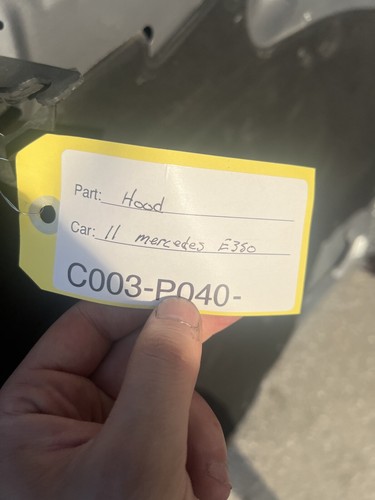 Part: Hood
Car: 11 mercedes E350
C003-P040-